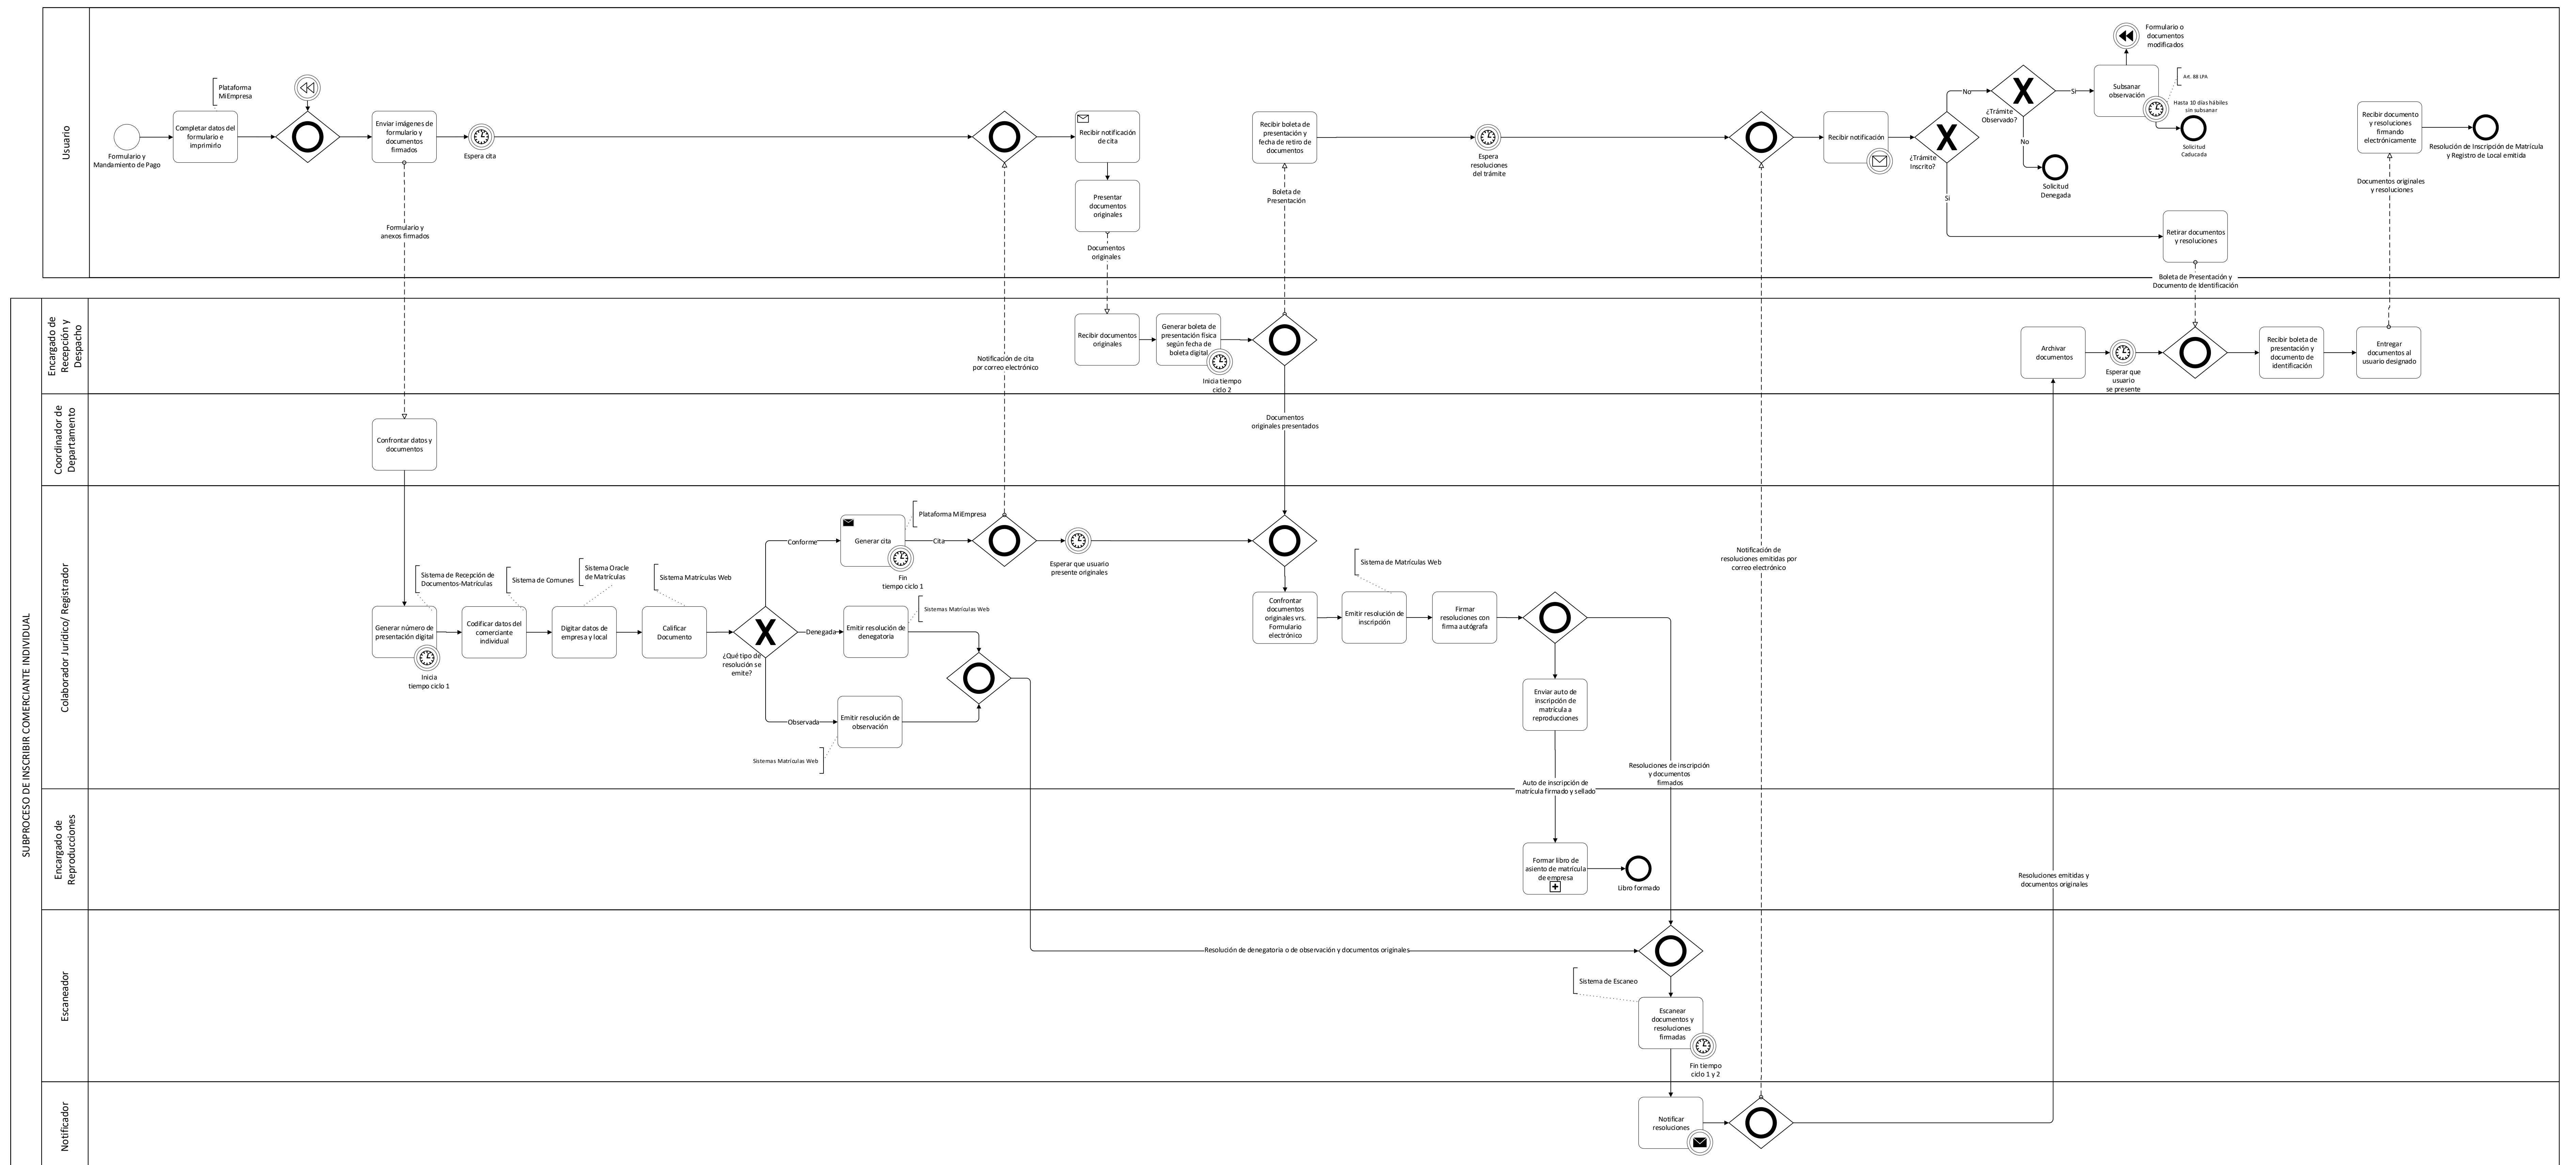 Usuario
Formulario y
Mandamiento de Pago
Plataforma
MiEmpresa
Completar datos del
formulario e
imprimirlo
Enviar imágenes de
formulario y
documentos
firmados
Espera cita
Formulario y
anexos firmados
Recibir notificación
de cita
Presentar
documentos
originales
Documentos
originales
Recibir boleta de
presentación y
fecha de retiro de
documentos
Boleta de
Presentación
Espera
resoluciones
del trámite
Recibir notificación
¿Trámite
Inscrito?
No
Si
¿Trámite
Observado?
Si
No
Solicitud
Denegada
Formulario o
documentos
modificados
Subsanar
observación
Art. 88 LPA
Hasta 10 días hábiles
sin subsanar
Solicitud
Caducada
Retirar documentos
y resoluciones
Boleta de Presentación y
Documento de Identificación
Recibir documento
y resoluciones
firmando
electrónicamente
Resolución de Inscripción de Matrícula
y Registro de Local emitida
Documentos originales
y resoluciones
SUBPROCESO DE INSCRIBIR COMERCIANTE INDIVIDUAL
Encargado de
Recepción y
Despacho
Notificación de cita
por correo electrónico
Recibir documentos
originales
Generar boleta de
presentación física
según fecha de
boleta digital
Inicia tiempo
ciclo 2
Archivar
documentos
Esperar que
usuario
se presente
Recibir boleta de
presentación y
documento de
identificación
Entregar
documentos al
usuario designado
Coordinador de
Departamento
Confrontar datos y
documentos
Documentos
originales presentados
Colaborador Jurídico/ Registrador
Sistema de Recepción de
Documentos-Matrículas
Generar número de
presentación digital
Inicia
tiempo ciclo 1
Sistema de Comunes
Codificar datos del
comerciante
individual
Sistema Oracle
de Matrículas
Digitar datos de
empresa y local
Sistema Matrículas Web
Calificar
Documento
¿Qué tipo de
resolución se
emite?
Conforme
Generar cita
Plataforma MiEmpresa
Cita
Fin
tiempo ciclo 1
Esperar que usuario
presente originales
Denegada
Emitir resolución de
denegatoria
Sistemas Matrículas Web
Observada
Emitir resolución de
observación
Sistemas Matrículas Web
Confrontar
documentos
originales vrs.
Formulario
electrónico
Sistema de Matrículas Web
Emitir resolución de
inscripción
Firmar
resoluciones con
firma autógrafa
Enviar auto de
inscripción de
matrícula a
reproducciones
Auto de inscripción de
matrícula firmado y sellado
Resoluciones de inscripción
y documentos
firmados
Notificación de
resoluciones emitidas por
correo electrónico
Encargado de
Reproducciones
Formar libro de
asiento de matrícula
de empresa
Libro formado
Resoluciones emitidas y
documentos originales
Escaneador
Resolución de denegatoria o de observación y documentos originales
Sistema de Escaneo
Escanear
documentos y
resoluciones
firmadas
Fin tiempo
ciclo 1 y 2
Notificador
Notificar
resoluciones